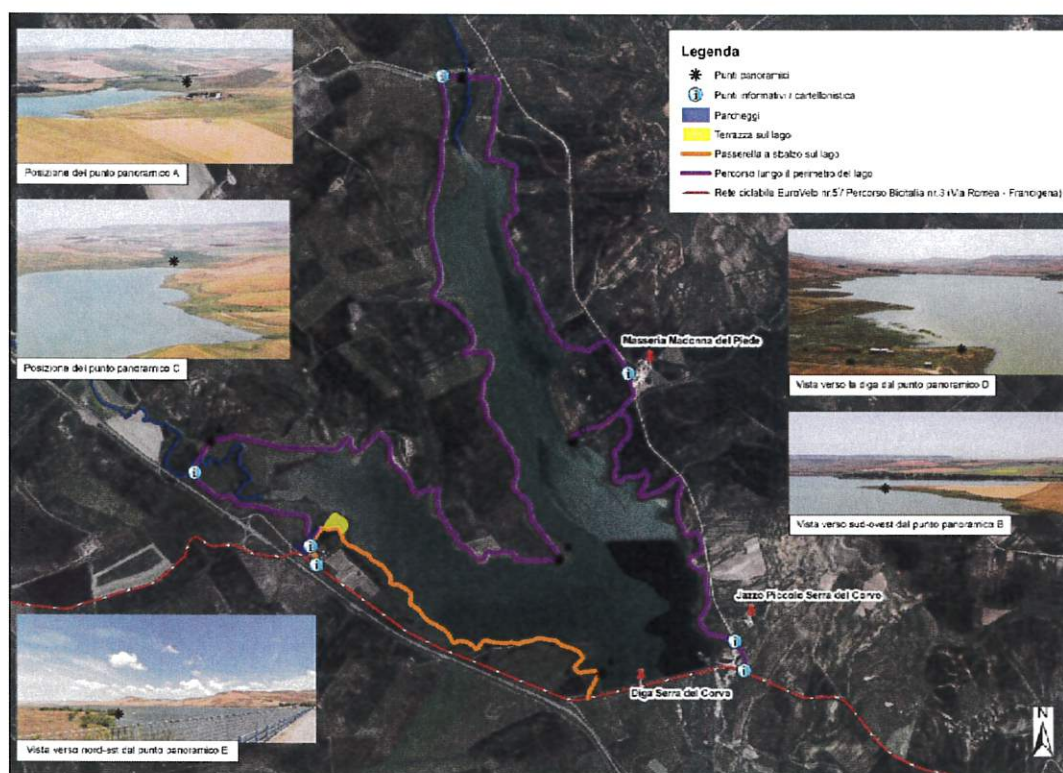 Posizione del punto panoramico A
Posizione del punto panoramico C
Legenda
Punti panoramici
Punti informativi / cartellonistica
Parcheggi
Terrazza sul lago
Passerella a sbalzo sul lago
Percorso lungo il perimetro del lago
Rete ciclabile EuroVelo nr.5 / Percorso Bicitalia nr.3 (Via Romea - Francigena)
Masseria Madonna del Piede
Vista verso la diga dal punto panoramico D
Vista verso sud-ovest dal punto panoramico B
Jazzo Piccolo Serra del Corvo
Diga Serra del Corvo
Vista verso nord-est dal punto panoramico E
N